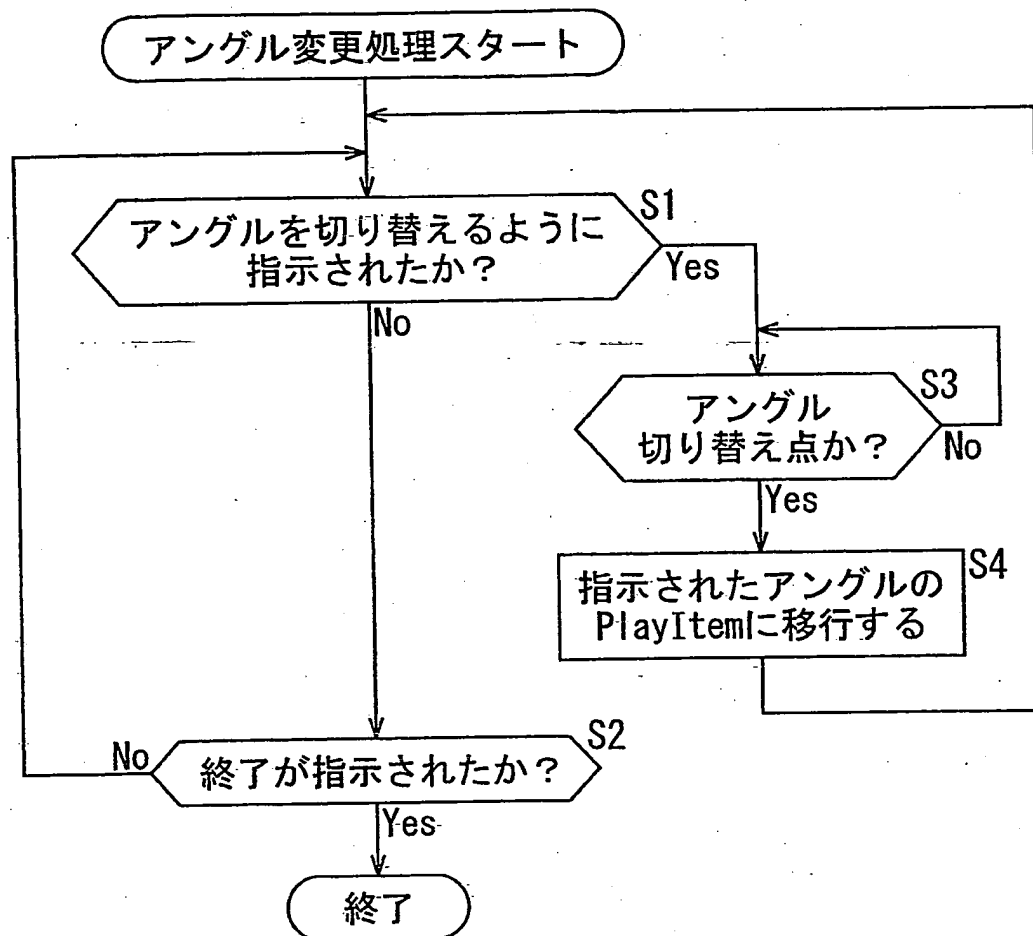 アングル変更処理スタート
アングルを切り替えるように
指示されたか？
S1
Yes
No
アングル
切り替え点か？
S3
No
Yes
指示されたアングルの
PlayItemに移行する
S4
終了が指示されたか？
S2
No
Yes
終了